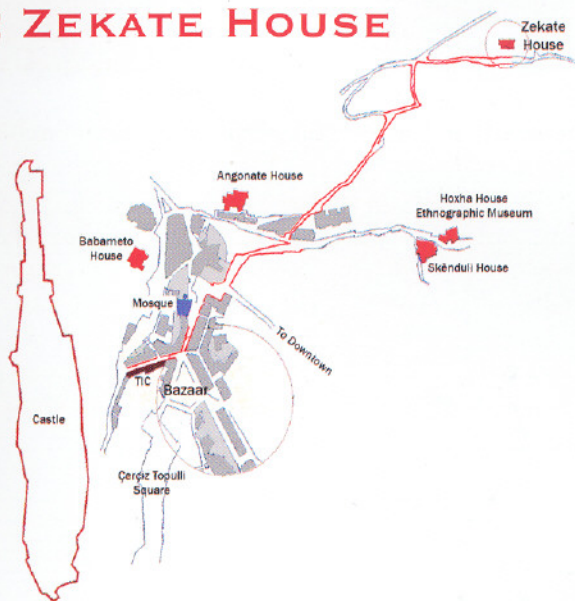 ZEKATE HOUSE
Zekate
House
Angonate House
Hoxha House
Ethnographic Museum
Babameto
House
Skënduli House
Mosque
To Downtown
TIC
Bazaar
Castle
Çerçiz Topulli
Square